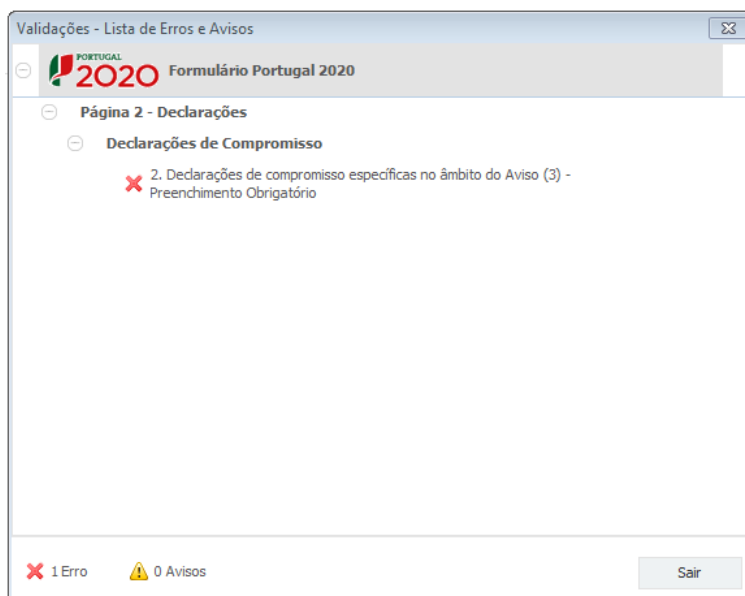 Validações - Lista de Erros e Avisos
PORTUGAL
2020 Formulário Portugal 2020
Página 2 - Declarações
Declarações de Compromisso
2. Declarações de compromisso específicas no âmbito do Aviso (3) -
Preenchimento Obrigatório
1 Erro
0 Avisos
Sair